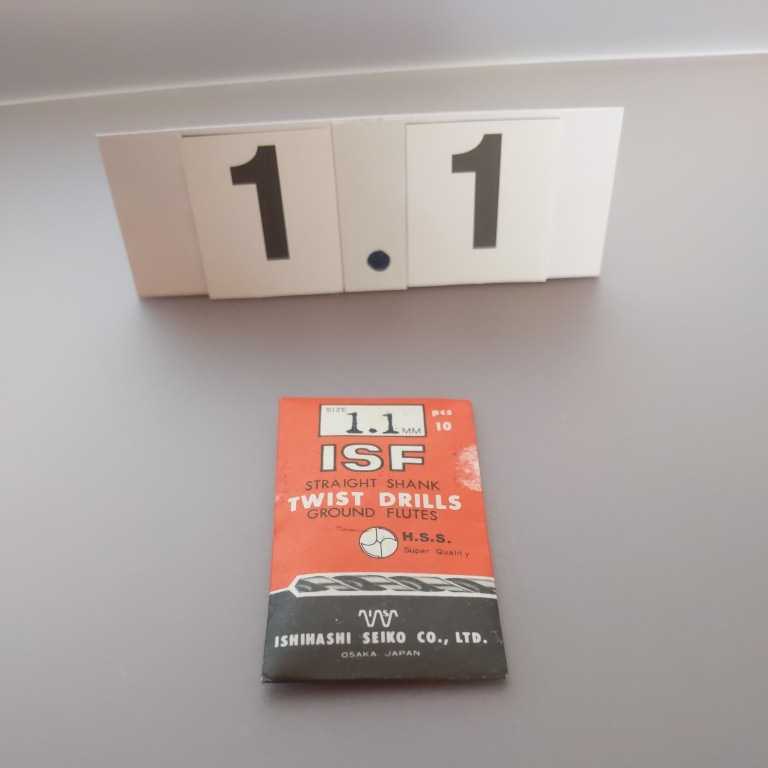 1.1
SIZE 1.1 MM
pcs 10
ISF
STRAIGHT SHANK
TWIST DRILLS
GROUND FLUTES
H.S.S.
Super Quality
ISHIHASHI SEIKO CO., LTD.
OSAKA JAPAN